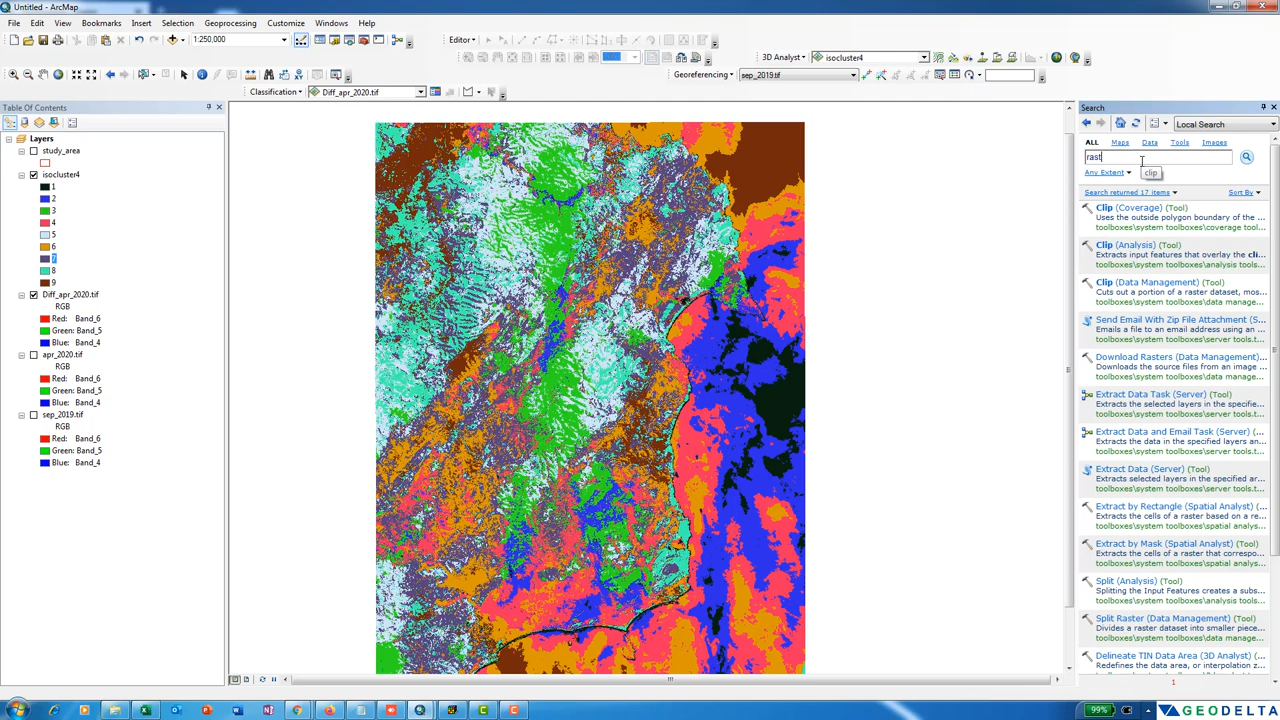 Untitled - ArcMap
File Edit View Bookmarks Insert Selection Geoprocessing Customize Windows Help
1:250,000
Editor
3D Analyst
isocluster4
Georeferencing
sep_2019.tif
Classification
Diff_apr_2020.tif
Table Of Contents
Layers
study_area
isocluster4
1
2
3
4
5
6
7
8
9
Diff_apr_2020.tif
RGB
Red: Band_6
Green: Band_5
Blue: Band_4
apr_2020.tif
RGB
Red: Band_6
Green: Band_5
Blue: Band_4
sep_2019.tif
RGB
Red: Band_6
Green: Band_5
Blue: Band_4
Search
Local Search
ALL Maps Data Tools Images
rast
Any Extent
clip
Search returned 17 items
Sort By
Clip (Coverage) (Tool)
Uses the outside polygon boundary of the ...
toolboxes\system toolboxes\coverage tool...
Clip (Analysis) (Tool)
Extracts input features that overlay the cli...
toolboxes\system toolboxes\analysis tools...
Clip (Data Management) (Tool)
Cuts out a portion of a raster dataset, mos...
toolboxes\system toolboxes\data manage...
Send Email With Zip File Attachment (S...
Emails a file to an email address using an ...
toolboxes\system toolboxes\server tools.t...
Download Rasters (Data Management)...
Downloads the source files from an image ...
toolboxes\system toolboxes\data manage...
Extract Data Task (Server) (Tool)
Extracts the selected layers in the specifie...
toolboxes\system toolboxes\server tools.t...
Extract Data and Email Task (Server) (...
Extracts the data in the specified layers an...
toolboxes\system toolboxes\server tools.t...
Extract Data (Server) (Tool)
Extracts selected layers in the specified ar...
toolboxes\system toolboxes\server tools.t...
Extract by Rectangle (Spatial Analyst) (...
Extracts the cells of a raster based on a re...
toolboxes\system toolboxes\spatial analys...
Extract by Mask (Spatial Analyst) (Tool)
Extracts the cells of a raster that correspo...
toolboxes\system toolboxes\spatial analys...
Split (Analysis) (Tool)
Splitting the Input Features creates a subs...
toolboxes\system toolboxes\analysis tools...
Split Raster (Data Management) (Tool)
Divides a raster dataset into smaller piece...
toolboxes\system toolboxes\data manage...
Delineate TIN Data Area (3D Analyst) (...
Redefines the data area, or interpolation z...
1
99%
GEODELTA